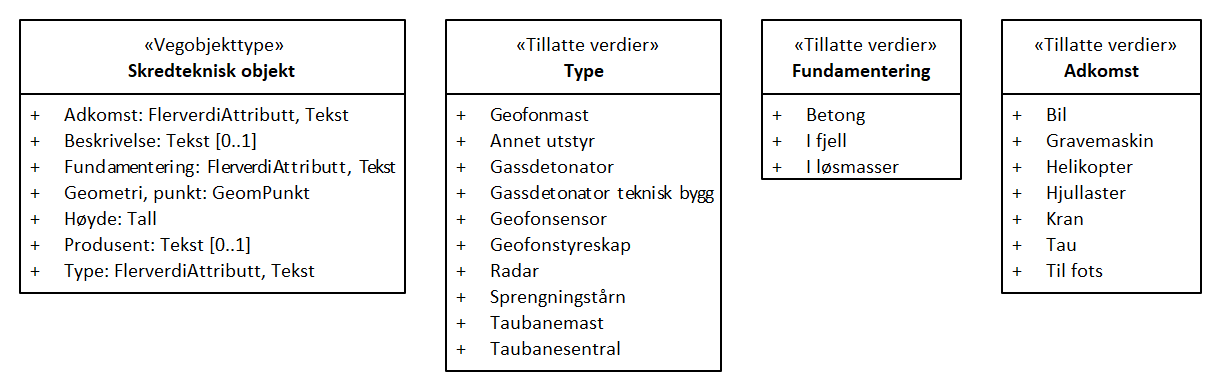 «Vegobjekttype»
Skredteknisk objekt
+ Adkomst: FlerverdiAttributt, Tekst
+ Beskrivelse: Tekst [0..1]
+ Fundamentering: FlerverdiAttributt, Tekst
+ Geometri, punkt: GeomPunkt
+ Høyde: Tall
+ Produsent: Tekst [0..1]
+ Type: FlerverdiAttributt, Tekst
«Tillatte verdier»
Type
+ Geofonmast
+ Annet utstyr
+ Gassdetonator
+ Gassdetonator teknisk bygg
+ Geofonsensor
+ Geofonstyreskap
+ Radar
+ Sprengningstårn
+ Taubanemast
+ Taubanesentral
«Tillatte verdier»
Fundamentering
+ Betong
+ I fjell
+ I løsmasser
«Tillatte verdier»
Adkomst
+ Bil
+ Gravemaskin
+ Helikopter
+ Hjullaster
+ Kran
+ Tau
+ Til fots